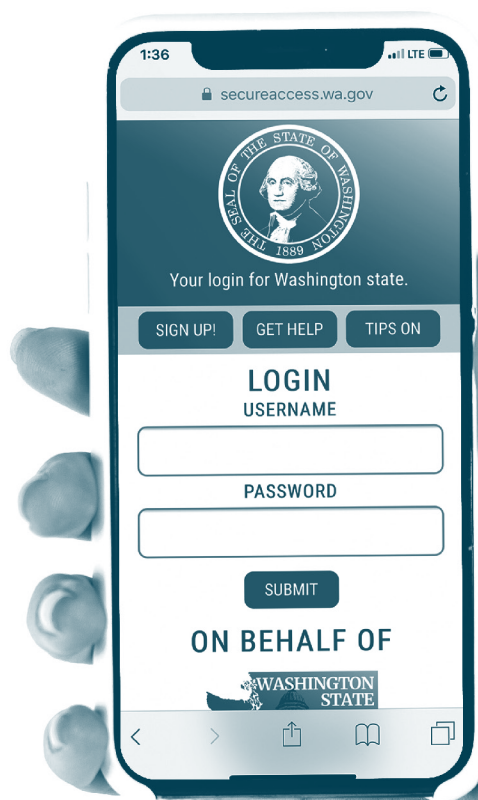 1:36 LTE
secureaccess.wa.gov
THE SEAL OF THE STATE OF WASHINGTON
1889
Your login for Washington state.
SIGN UP! GET HELP TIPS ON
LOGIN
USERNAME
PASSWORD
SUBMIT
ON BEHALF OF
WASHINGTON
STATE